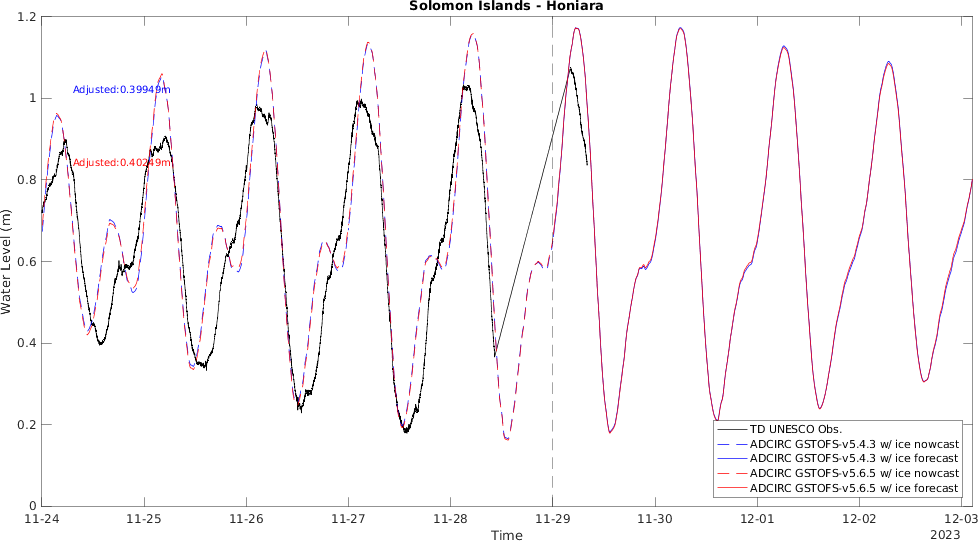 Solomon Islands - Honiara
1.2
1
0.8
0.6
0.4
0.2
0
Water Level (m)
Adjusted:0.39949m
Adjusted:0.40249m
TD UNESCO Obs.
ADCIRC GSTOFS-v5.4.3 w/ ice nowcast
ADCIRC GSTOFS-v5.4.3 w/ ice forecast
ADCIRC GSTOFS-v5.6.5 w/ ice nowcast
ADCIRC GSTOFS-v5.6.5 w/ ice forecast
11-24 11-25 11-26 11-27 11-28 11-29 11-30 12-01 12-02 12-03
Time
2023